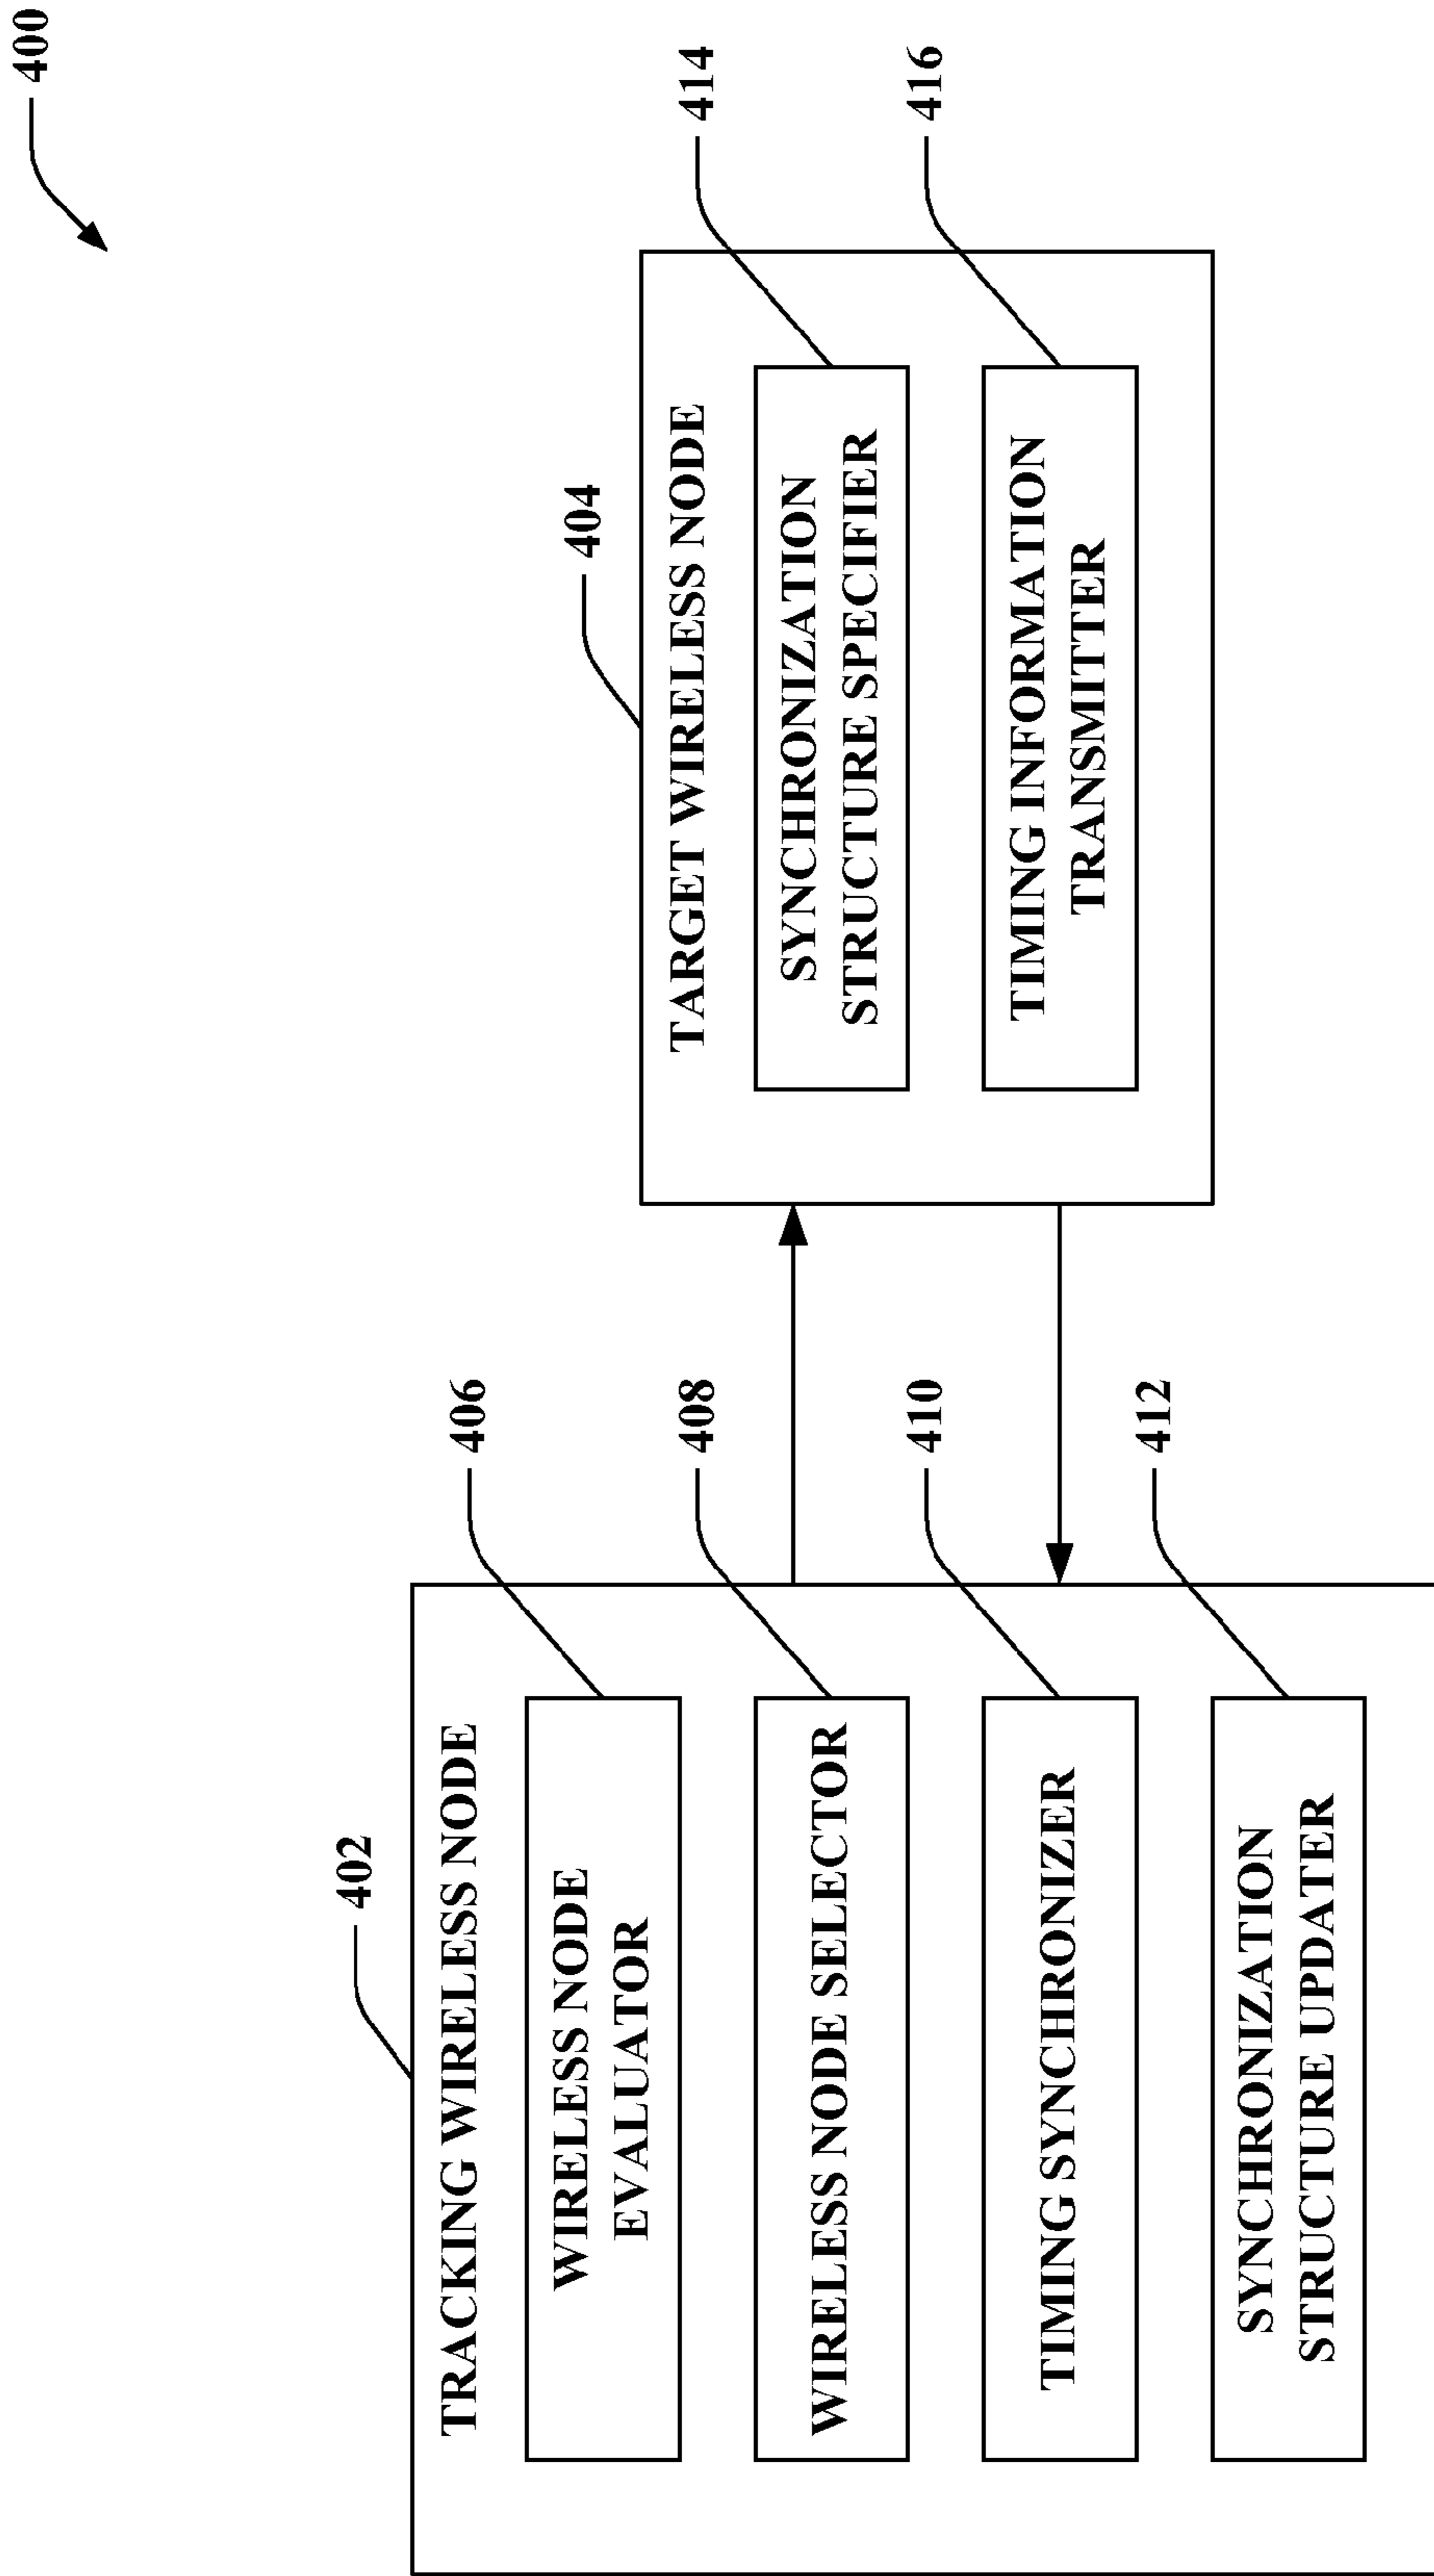 400
402
TRACKING WIRELESS NODE
406
WIRELESS NODE
EVALUATOR
408
WIRELESS NODE SELECTOR
410
TIMING SYNCHRONIZER
412
SYNCHRONIZATION
STRUCTURE UPDATER
404
TARGET WIRELESS NODE
414
SYNCHRONIZATION
STRUCTURE SPECIFIER
416
TIMING INFORMATION
TRANSMITTER